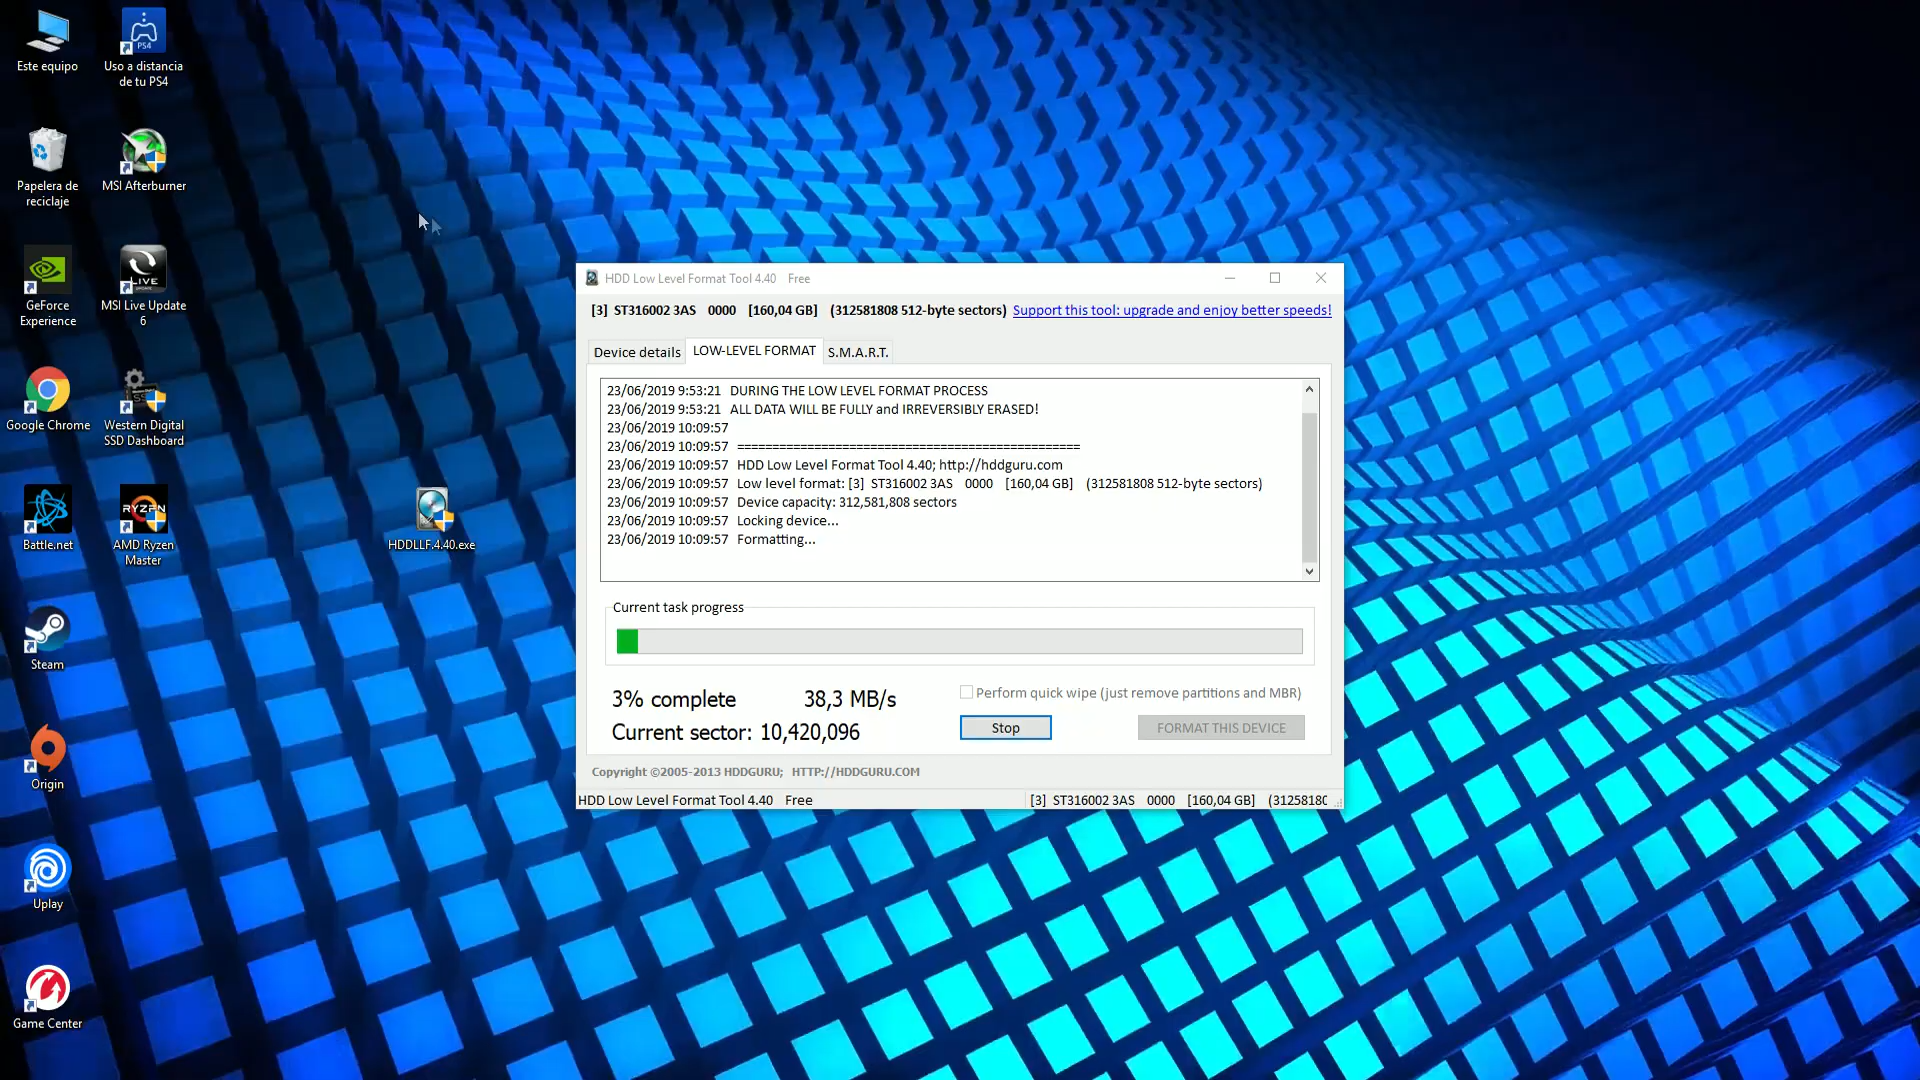 Este equipo
Uso a distancia
de tu PS4
Papelera de
reciclaje
MSI Afterburner
GeForce
Experience
MSI Live Update
6
Google Chrome
Western Digital
SSD Dashboard
Battle.net
AMD Ryzen
Master
HDDLLF.4.40.exe
Steam
Origin
Uplay
Game Center
PS4
LIVE
RYZEN
HDD Low Level Format Tool 4.40 Free
[3] ST316002 3AS 0000 [160,04 GB] (312581808 512-byte sectors) Support this tool: upgrade and enjoy better speeds!
Device details LOW-LEVEL FORMAT S.M.A.R.T.
23/06/2019 9:53:21 DURING THE LOW LEVEL FORMAT PROCESS
23/06/2019 9:53:21 ALL DATA WILL BE FULLY and IRREVERSIBLY ERASED!
23/06/2019 10:09:57
23/06/2019 10:09:57 =================================================
23/06/2019 10:09:57 HDD Low Level Format Tool 4.40; http://hddguru.com
23/06/2019 10:09:57 Low level format: [3] ST316002 3AS 0000 [160,04 GB] (312581808 512-byte sectors)
23/06/2019 10:09:57 Device capacity: 312,581,808 sectors
23/06/2019 10:09:57 Locking device...
23/06/2019 10:09:57 Formatting...
Current task progress
3% complete 38,3 MB/s
Current sector: 10,420,096
Perform quick wipe (just remove partitions and MBR)
Stop FORMAT THIS DEVICE
Copyright ©2005-2013 HDDGURU; HTTP://HDDGURU.COM
HDD Low Level Format Tool 4.40 Free [3] ST316002 3AS 0000 [160,04 GB] (3125818